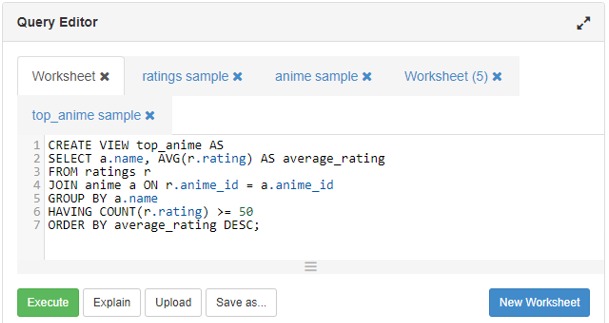 Query Editor
Worksheet ✖ ratings sample ✖ anime sample ✖ Worksheet (5) ✖
top_anime sample ✖
1 CREATE VIEW top_anime AS
2 SELECT a.name, AVG(r.rating) AS average_rating
3 FROM ratings r
4 JOIN anime a ON r.anime_id = a.anime_id
5 GROUP BY a.name
6 HAVING COUNT(r.rating) >= 50
7 ORDER BY average_rating DESC;
Execute Explain Upload Save as... New Worksheet